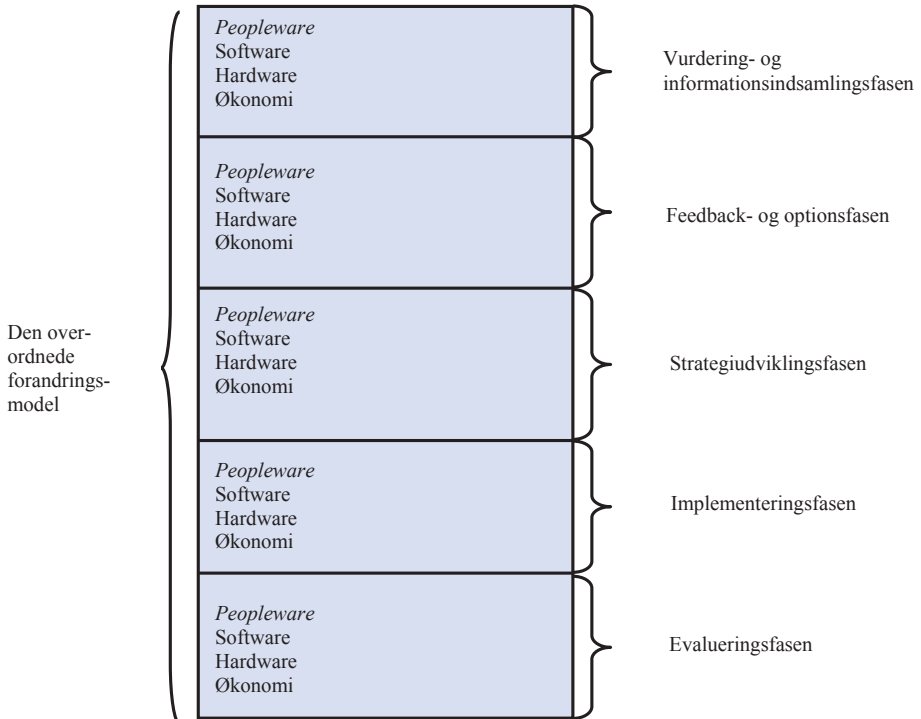 Den over-
ordnede
forandrings-
model
Peopleware
Software
Hardware
Økonomi
Vurdering- og
informationsindsamlingsfasen
Peopleware
Software
Hardware
Økonomi
Feedback- og optionsfasen
Peopleware
Software
Hardware
Økonomi
Strategiudviklingsfasen
Peopleware
Software
Hardware
Økonomi
Implementeringsfasen
Peopleware
Software
Hardware
Økonomi
Evalueringsfasen